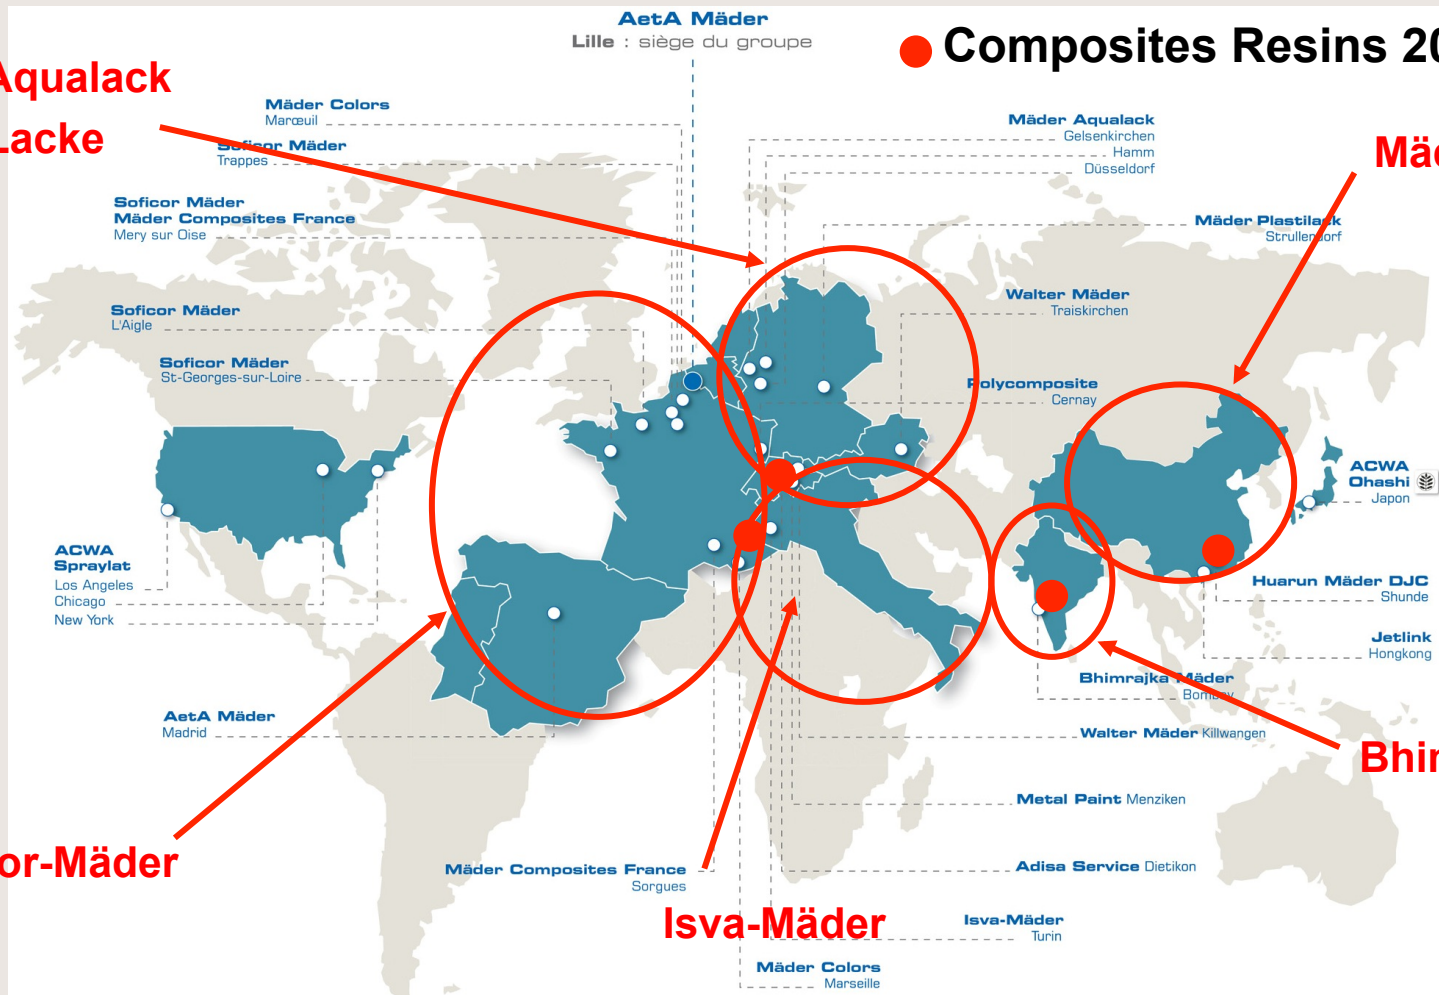 AetA Mäder
Lille : siège du groupe
Composites Resins 20
Aqualack
Lacke
Mäder Colors
Marœuil
Soficor Mäder
Trappes
Soficor Mäder
Mäder Composites France
Mery sur Oise
Soficor Mäder
L'Aigle
Soficor Mäder
St-Georges-sur-Loire
Mäder Aqualack
Gelsenkirchen
Hamm
Düsseldorf
Mäder Plastilack
Strullendorf
Walter Mäder
Traiskirchen
Polycomposite
Cernay
ACWA
Ohashi
Japon
ACWA
Spraylat
Los Angeles
Chicago
New York
Huarun Mäder DJC
Shunde
Jetlink
Hongkong
Bhimrajka Mäder
Bombay
AetA Mäder
Madrid
Walter Mäder Killwangen
Metal Paint Menziken
or-Mäder
Mäder Composites France
Sorgues
Adisa Service Dietikon
Isva-Mäder
Isva-Mäder
Turin
Mäder Colors
Marseille